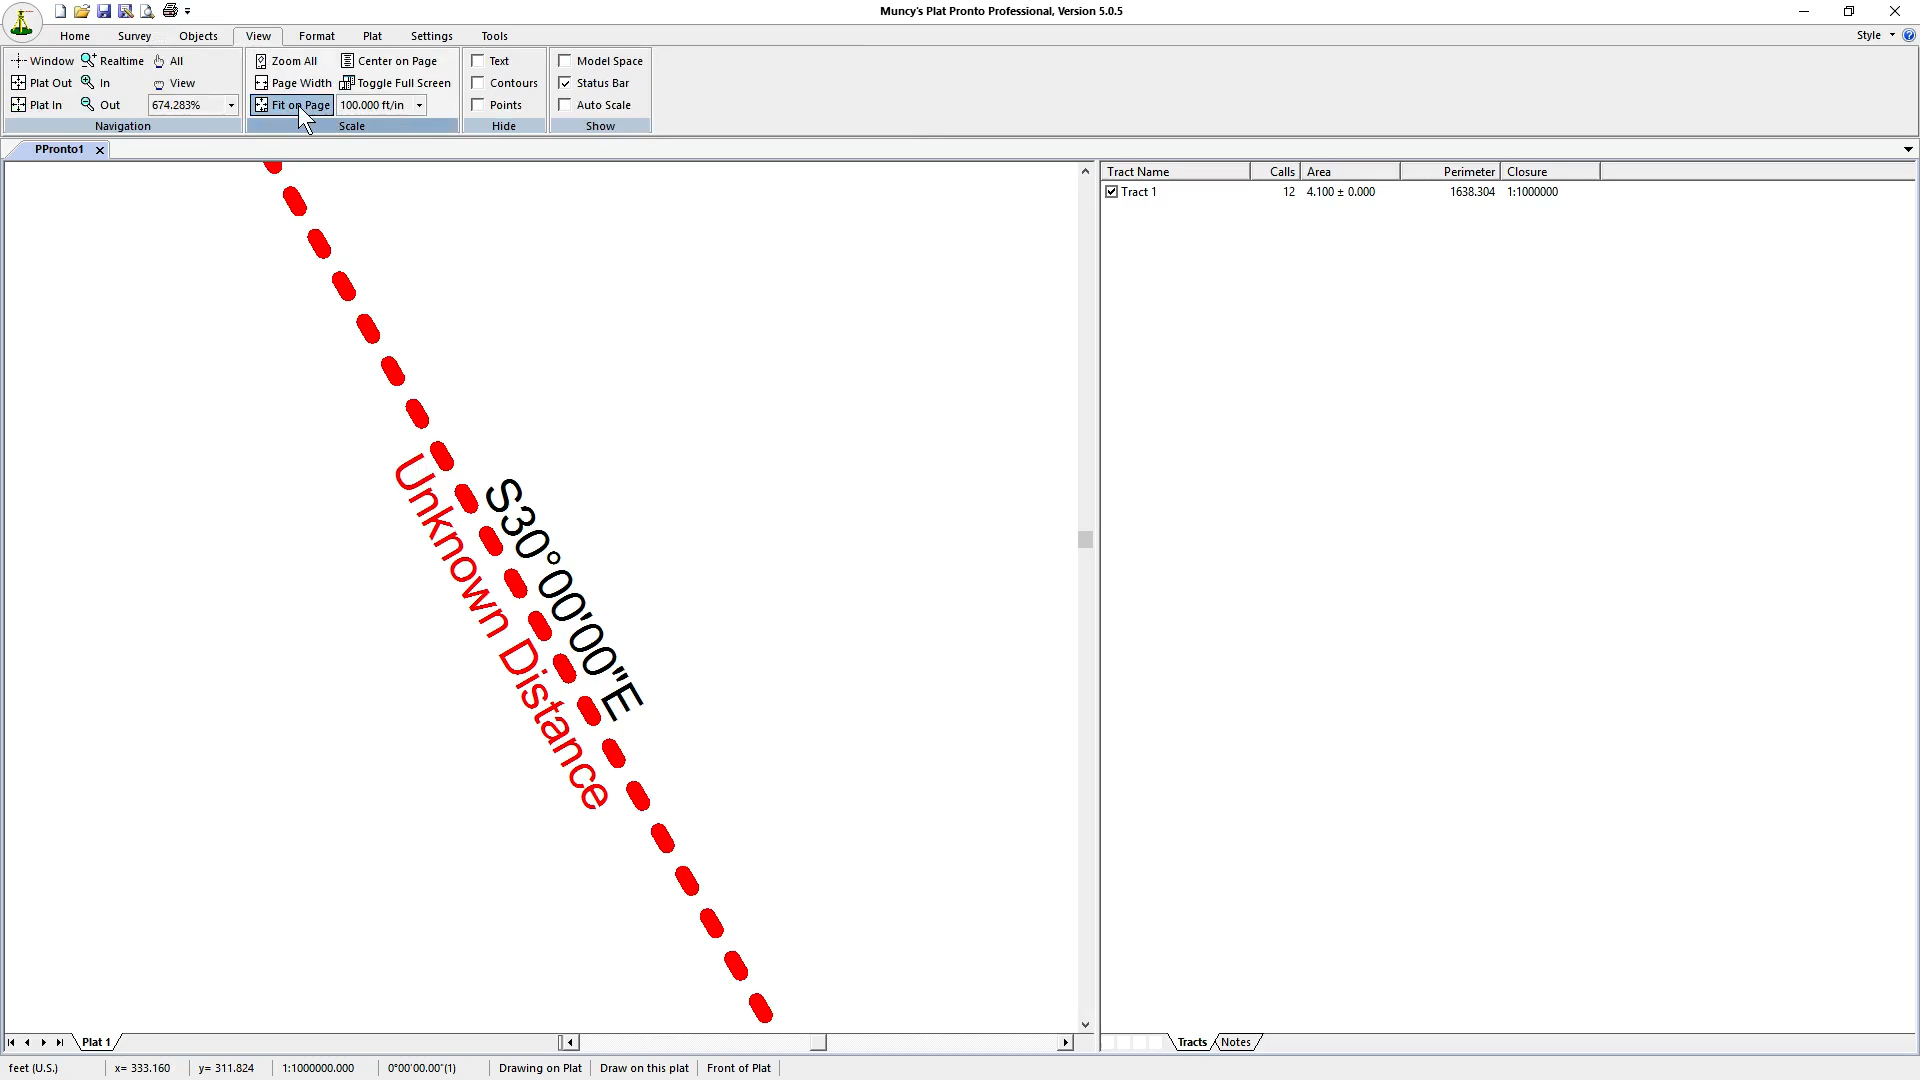 Muncy's Plat Pronto Professional, Version 5.0.5
Home Survey Objects View Format Plat Settings Tools Style
Window Realtime All Zoom All Center on Page Text Model Space
Plat Out In View Page Width Toggle Full Screen Contours Status Bar
Plat In Out 674.283% Fit on Page 100.000 ft/in Points Auto Scale
Navigation Scale Hide Show
PPronto1
Tract Name Calls Area Perimeter Closure
Tract 1 12 4.100 ± 0.000 1638.304 1:1000000
S30°00'00"E
Unknown Distance
Plat 1 Tracts Notes
feet (U.S.) x= 333.160 y= 311.824 1:1000000.000 0°00'00.00"(1) Drawing on Plat Draw on this plat Front of Plat